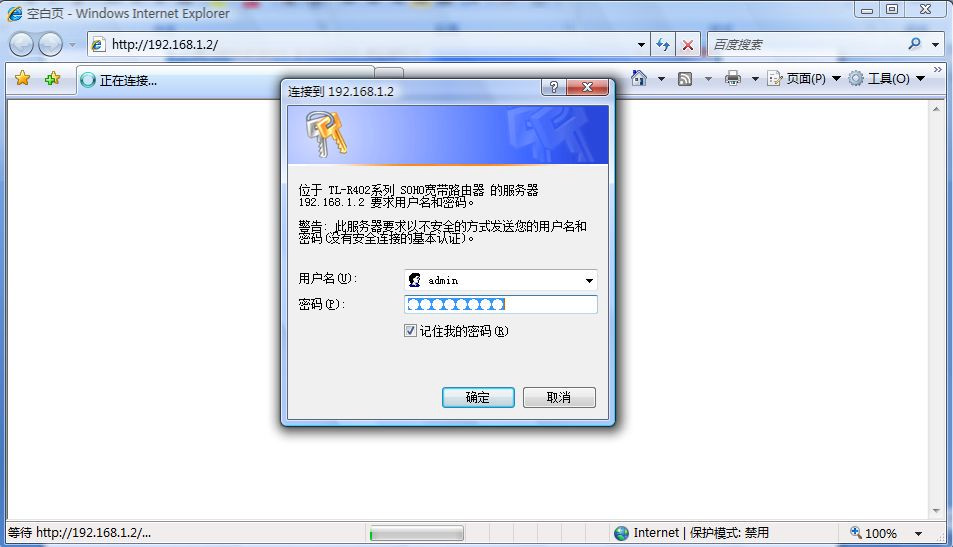 空白页 - Windows Internet Explorer
http://192.168.1.2/
百度搜索
正在连接...
页面(P)
工具(O)
连接到 192.168.1.2
位于 TL-R402系列 SOHO宽带路由器 的服务器
192.168.1.2 要求用户名和密码。
警告: 此服务器要求以不安全的方式发送您的用户名和
密码(没有安全连接的基本认证)。
用户名(U):
admin
密码(P):
记住我的密码(R)
确定
取消
等待 http://192.168.1.2/...
Internet | 保护模式: 禁用
100%